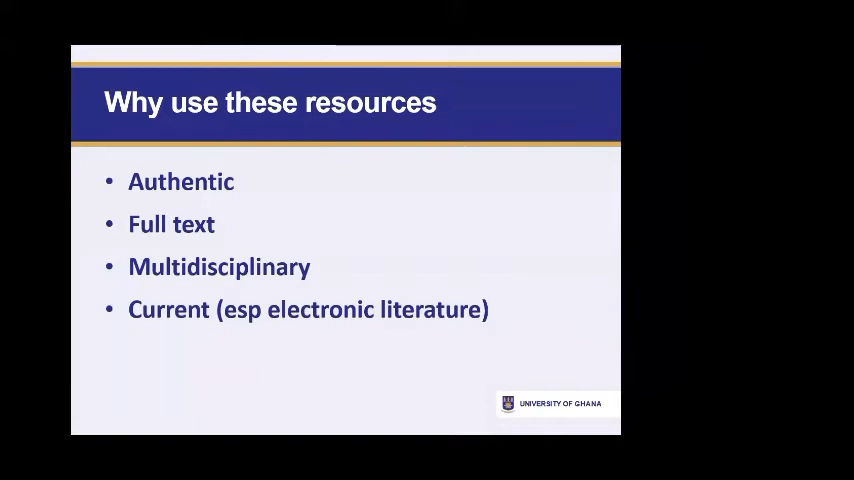 Why use these resources
• Authentic
• Full text
• Multidisciplinary
• Current (esp electronic literature)
UNIVERSITY OF GHANA